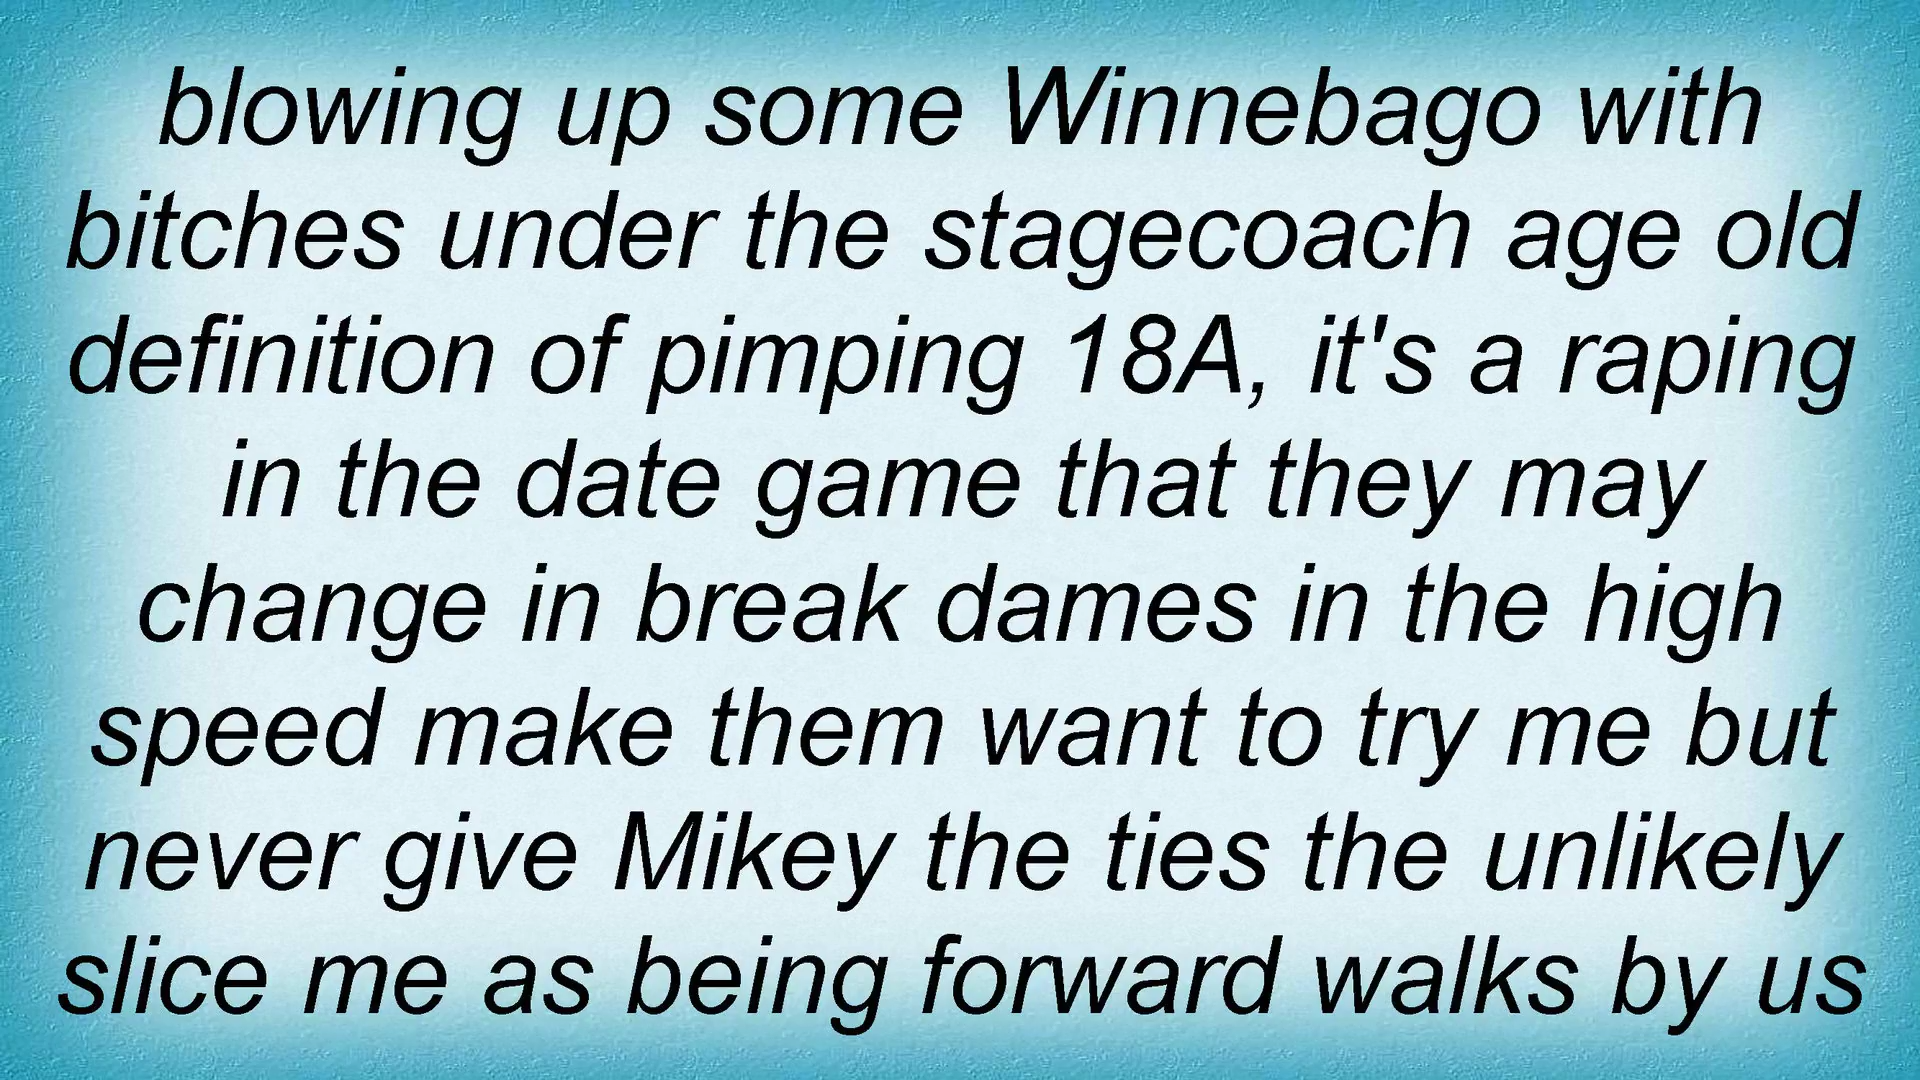 blowing up some Winnebago with
bitches under the stagecoach age old
definition of pimping 18A, it's a raping
in the date game that they may
change in break dames in the high
speed make them want to try me but
never give Mikey the ties the unlikely
slice me as being forward walks by us